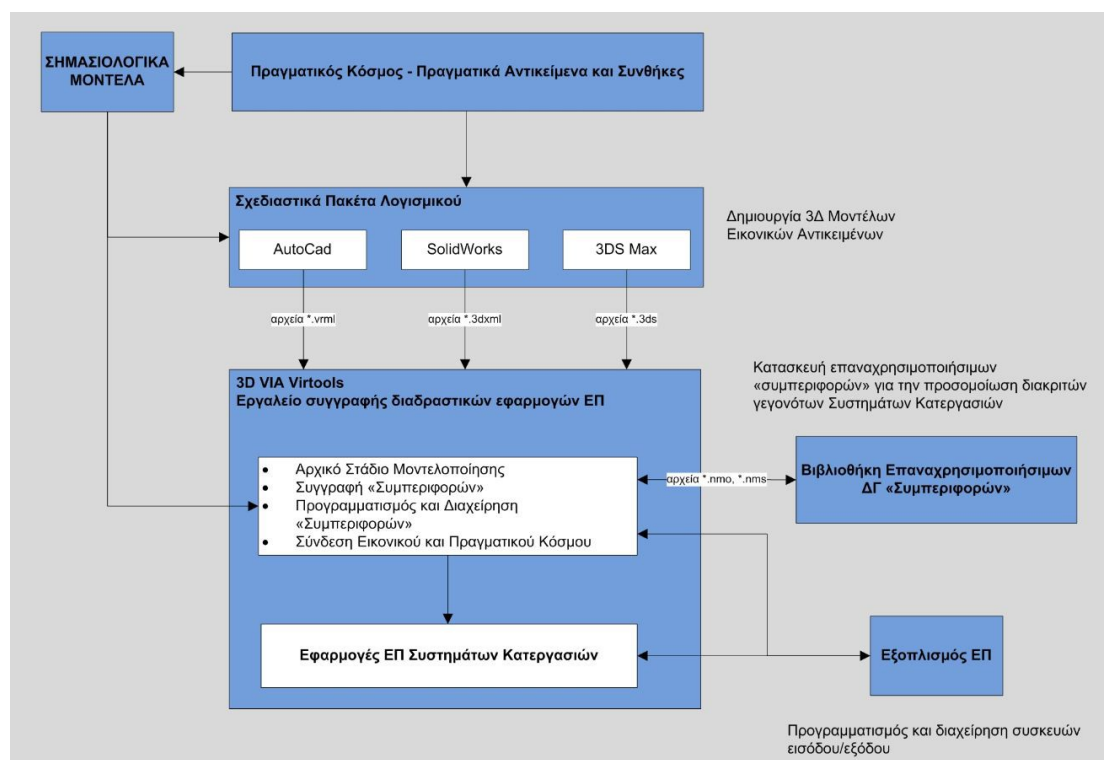 ΣΗΜΑΣΙΟΛΟΓΙΚΑ
ΜΟΝΤΕΛΑ
Πραγματικός Κόσμος - Πραγματικά Αντικείμενα και Συνθήκες
Σχεδιαστικά Πακέτα Λογισμικού
AutoCad
SolidWorks
3DS Max
Δημιουργία 3Δ Μοντέλων
Εικονικών Αντικειμένων
αρχεία *.vrml
αρχεία *.3dxml
αρχεία *.3ds
3D VIA Virtools
Εργαλείο συγγραφής διαδραστικών εφαρμογών ΕΠ
Κατασκευή επαναχρησιμοποιήσιμων
«συμπεριφορών» για την προσομοίωση διακριτών
γεγονότων Συστημάτων Κατεργασιών
• Αρχικό Στάδιο Μοντελοποίησης
• Συγγραφή «Συμπεριφορών»
• Προγραμματισμός και Διαχείρηση
«Συμπεριφορών»
• Σύνδεση Εικονικού και Πραγματικού Κόσμου
αρχεία *.nmo, *.nms
Βιβλιοθήκη Επαναχρησιμοποιήσιμων
ΔΓ «Συμπεριφορών»
Εφαρμογές ΕΠ Συστημάτων Κατεργασιών
Εξοπλισμός ΕΠ
Προγραμματισμός και διαχείρηση συσκευών
εισόδου/εξόδου